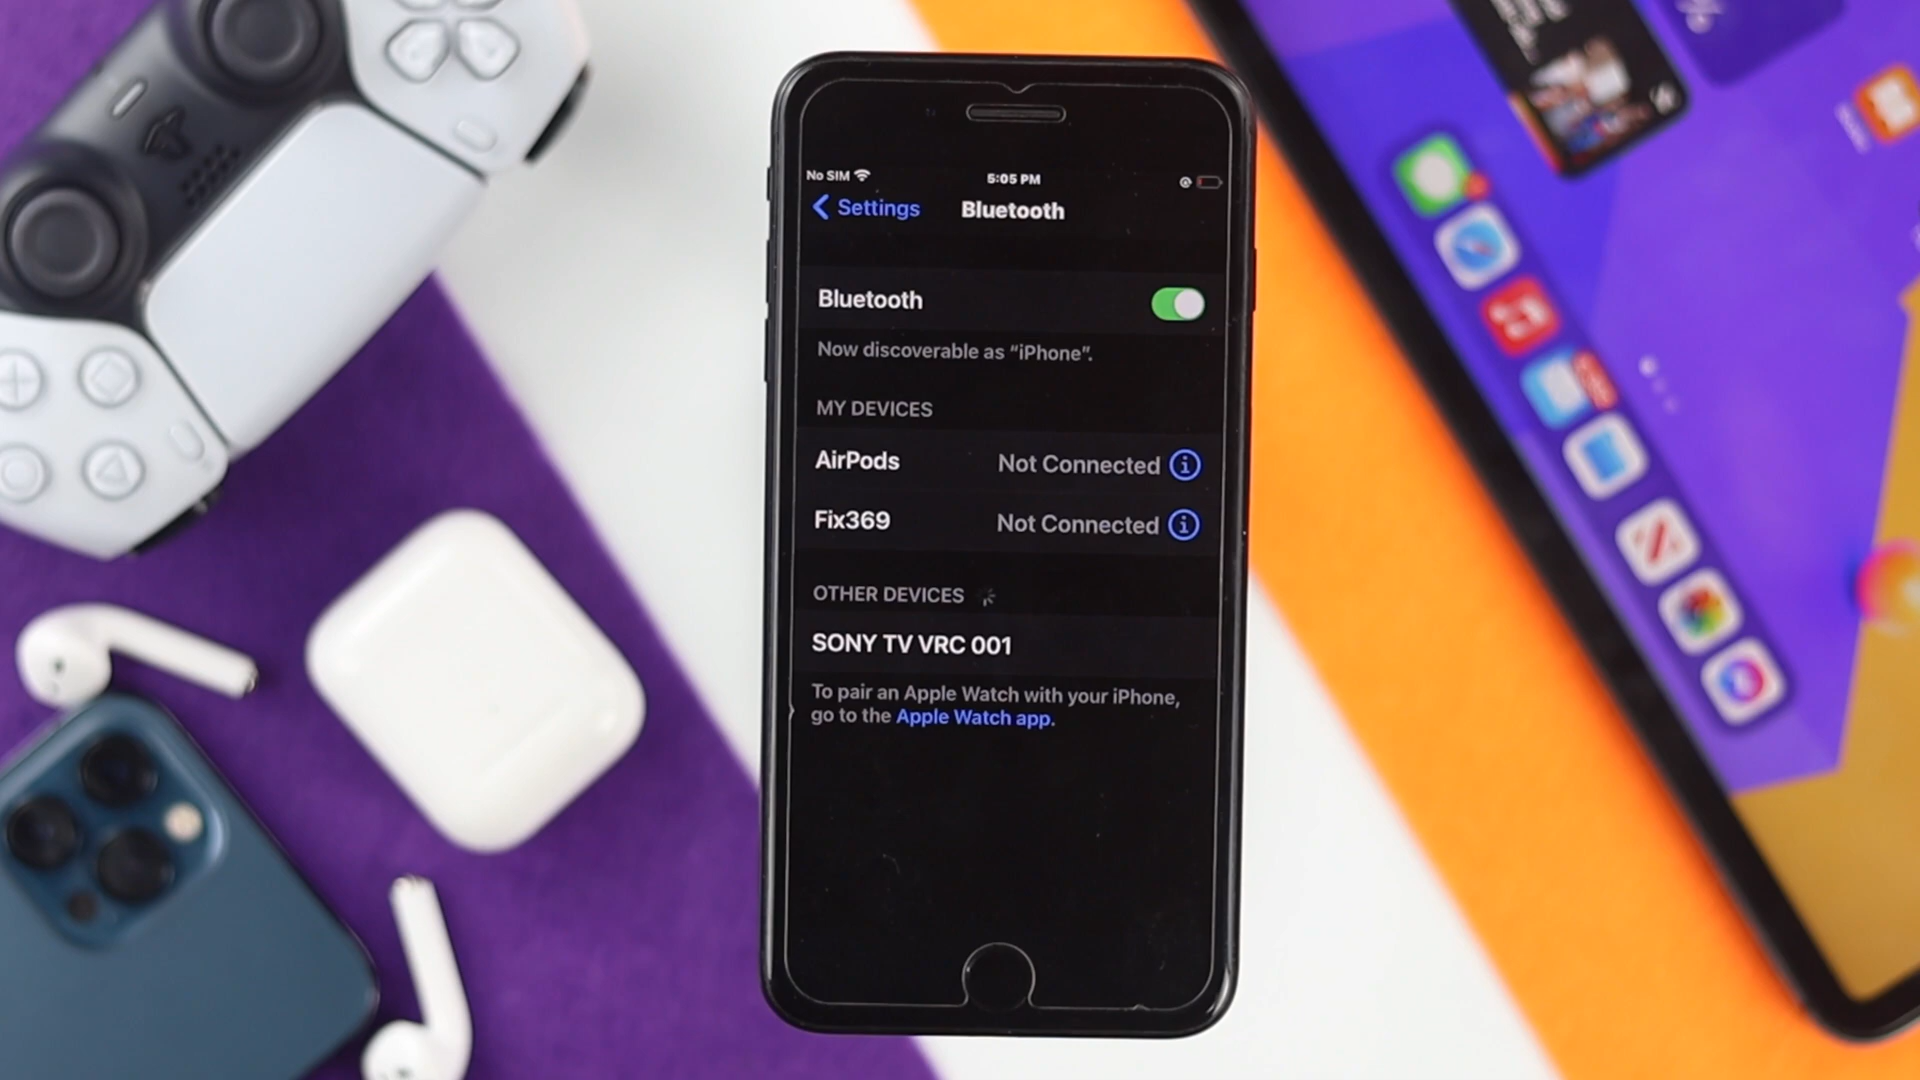 No SIM
5:05 PM
Settings
Bluetooth
Bluetooth
Now discoverable as “iPhone”.
MY DEVICES
AirPods Not Connected
Fix369 Not Connected
OTHER DEVICES
SONY TV VRC 001
To pair an Apple Watch with your iPhone,
go to the Apple Watch app.
%